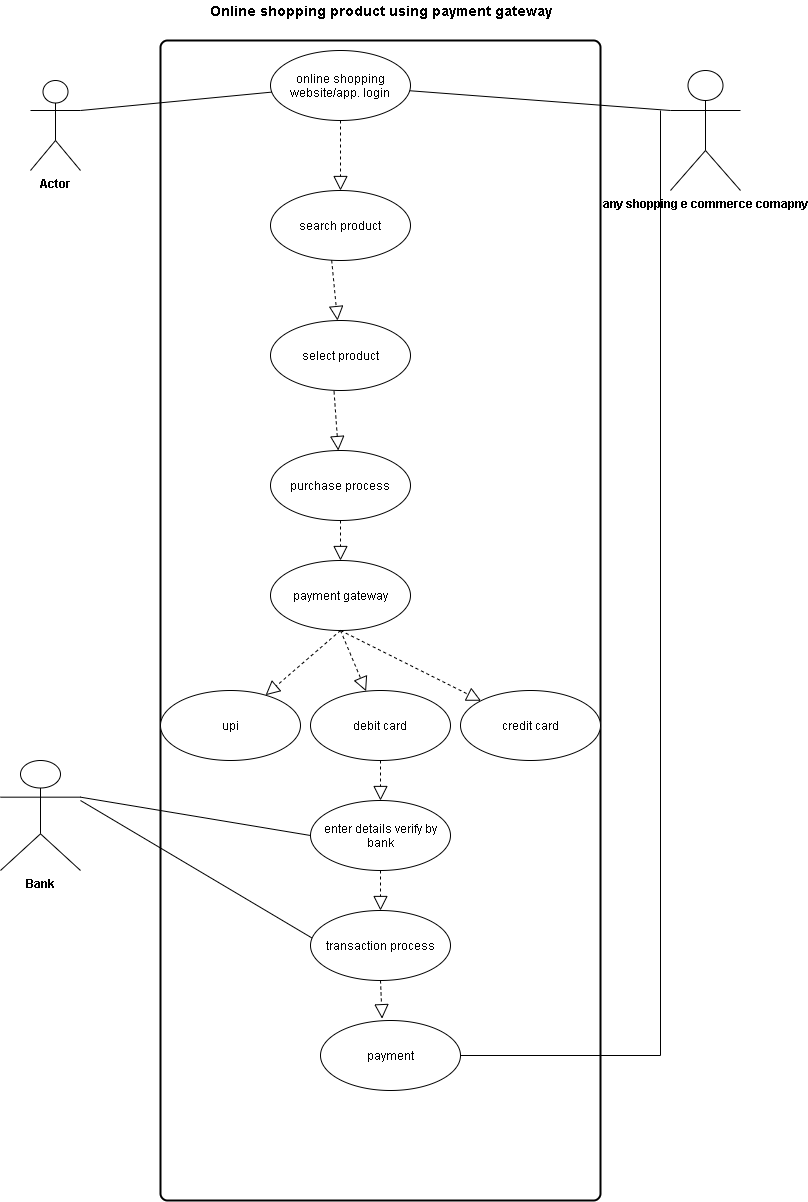 Online shopping product using payment gateway
online shopping
website/app. login
Actor
any shopping e commerce comapny
search product
select product
purchase process
payment gateway
upi
debit card
credit card
enter details verify by
bank
Bank
transaction process
payment